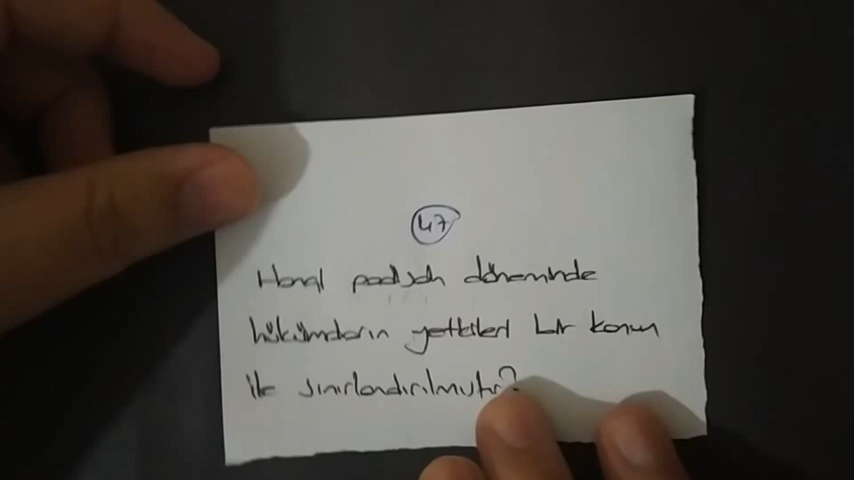 47
Hangi padişah döneminde
hükümdarın yetkileri bir kanun
ile sınırlandırılmıştır?